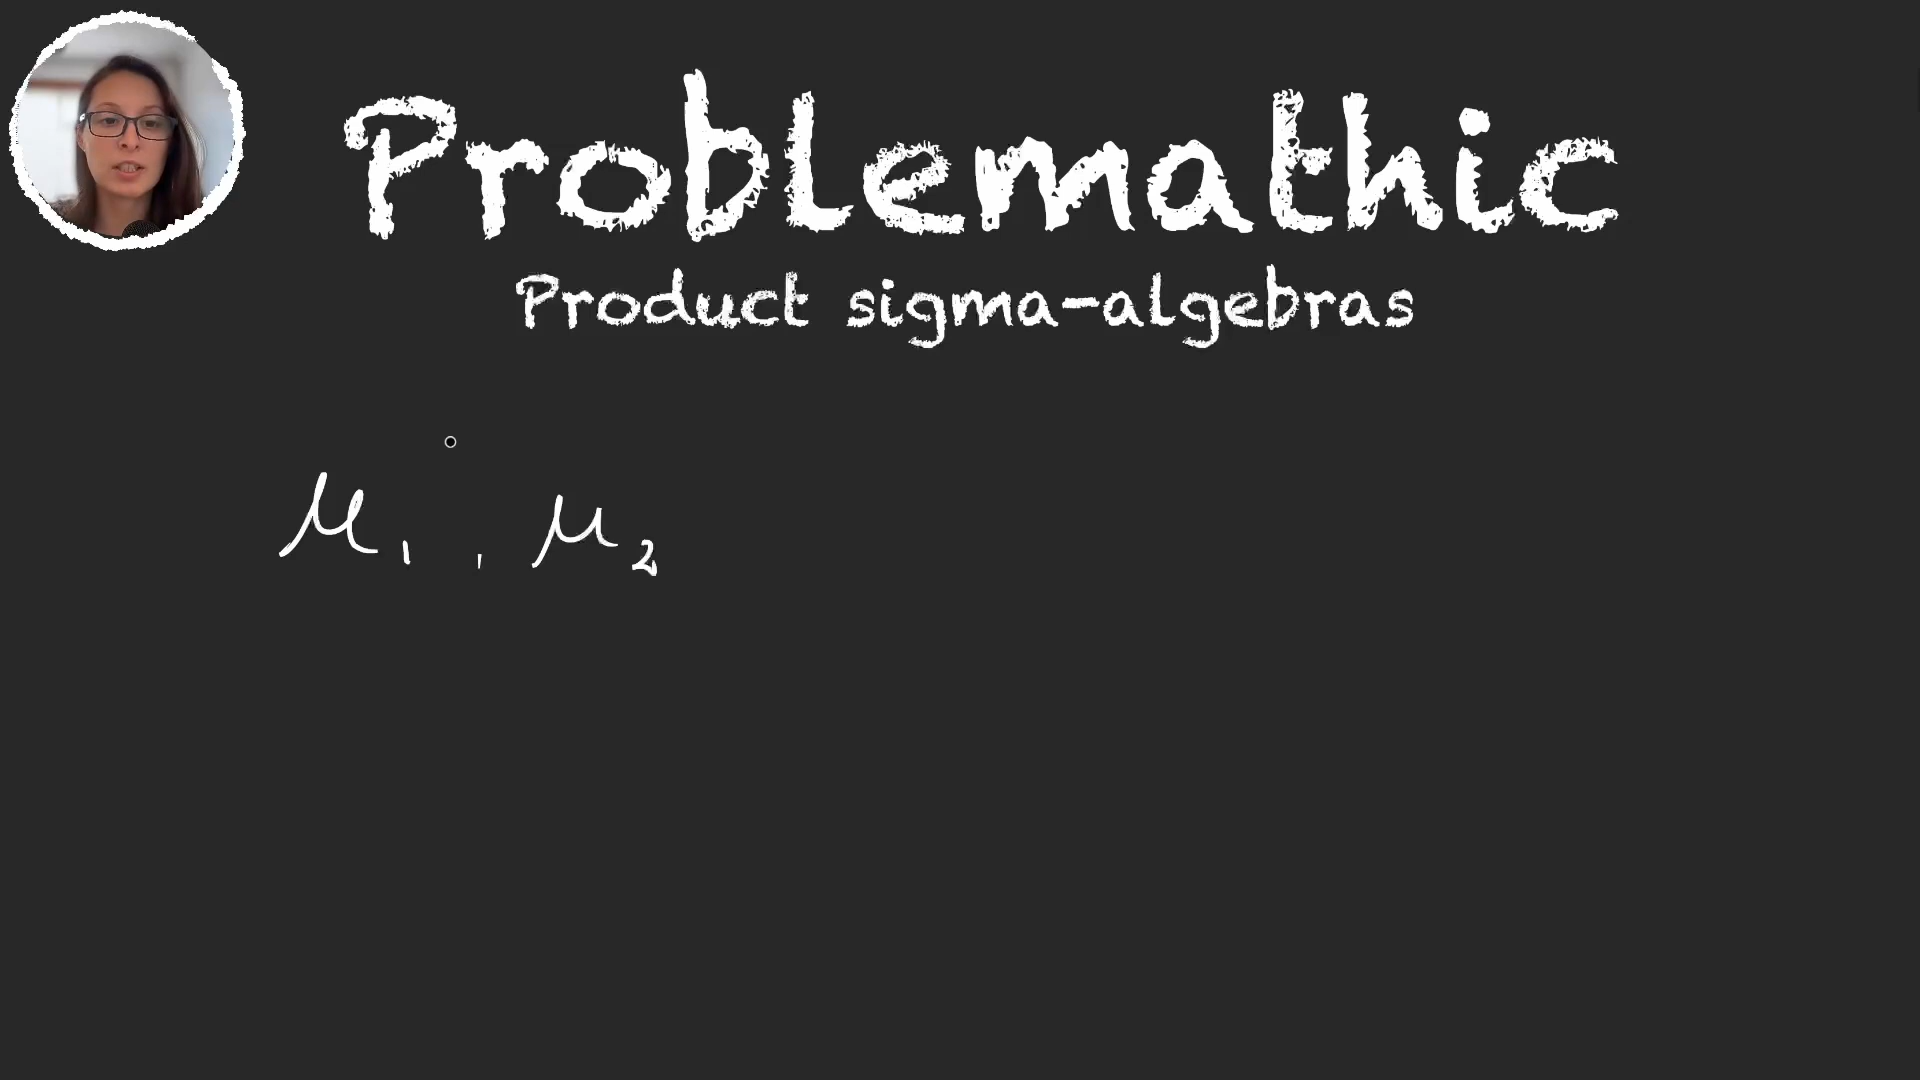 Problemathic
Product sigma-algebras
μ₁, μ₂